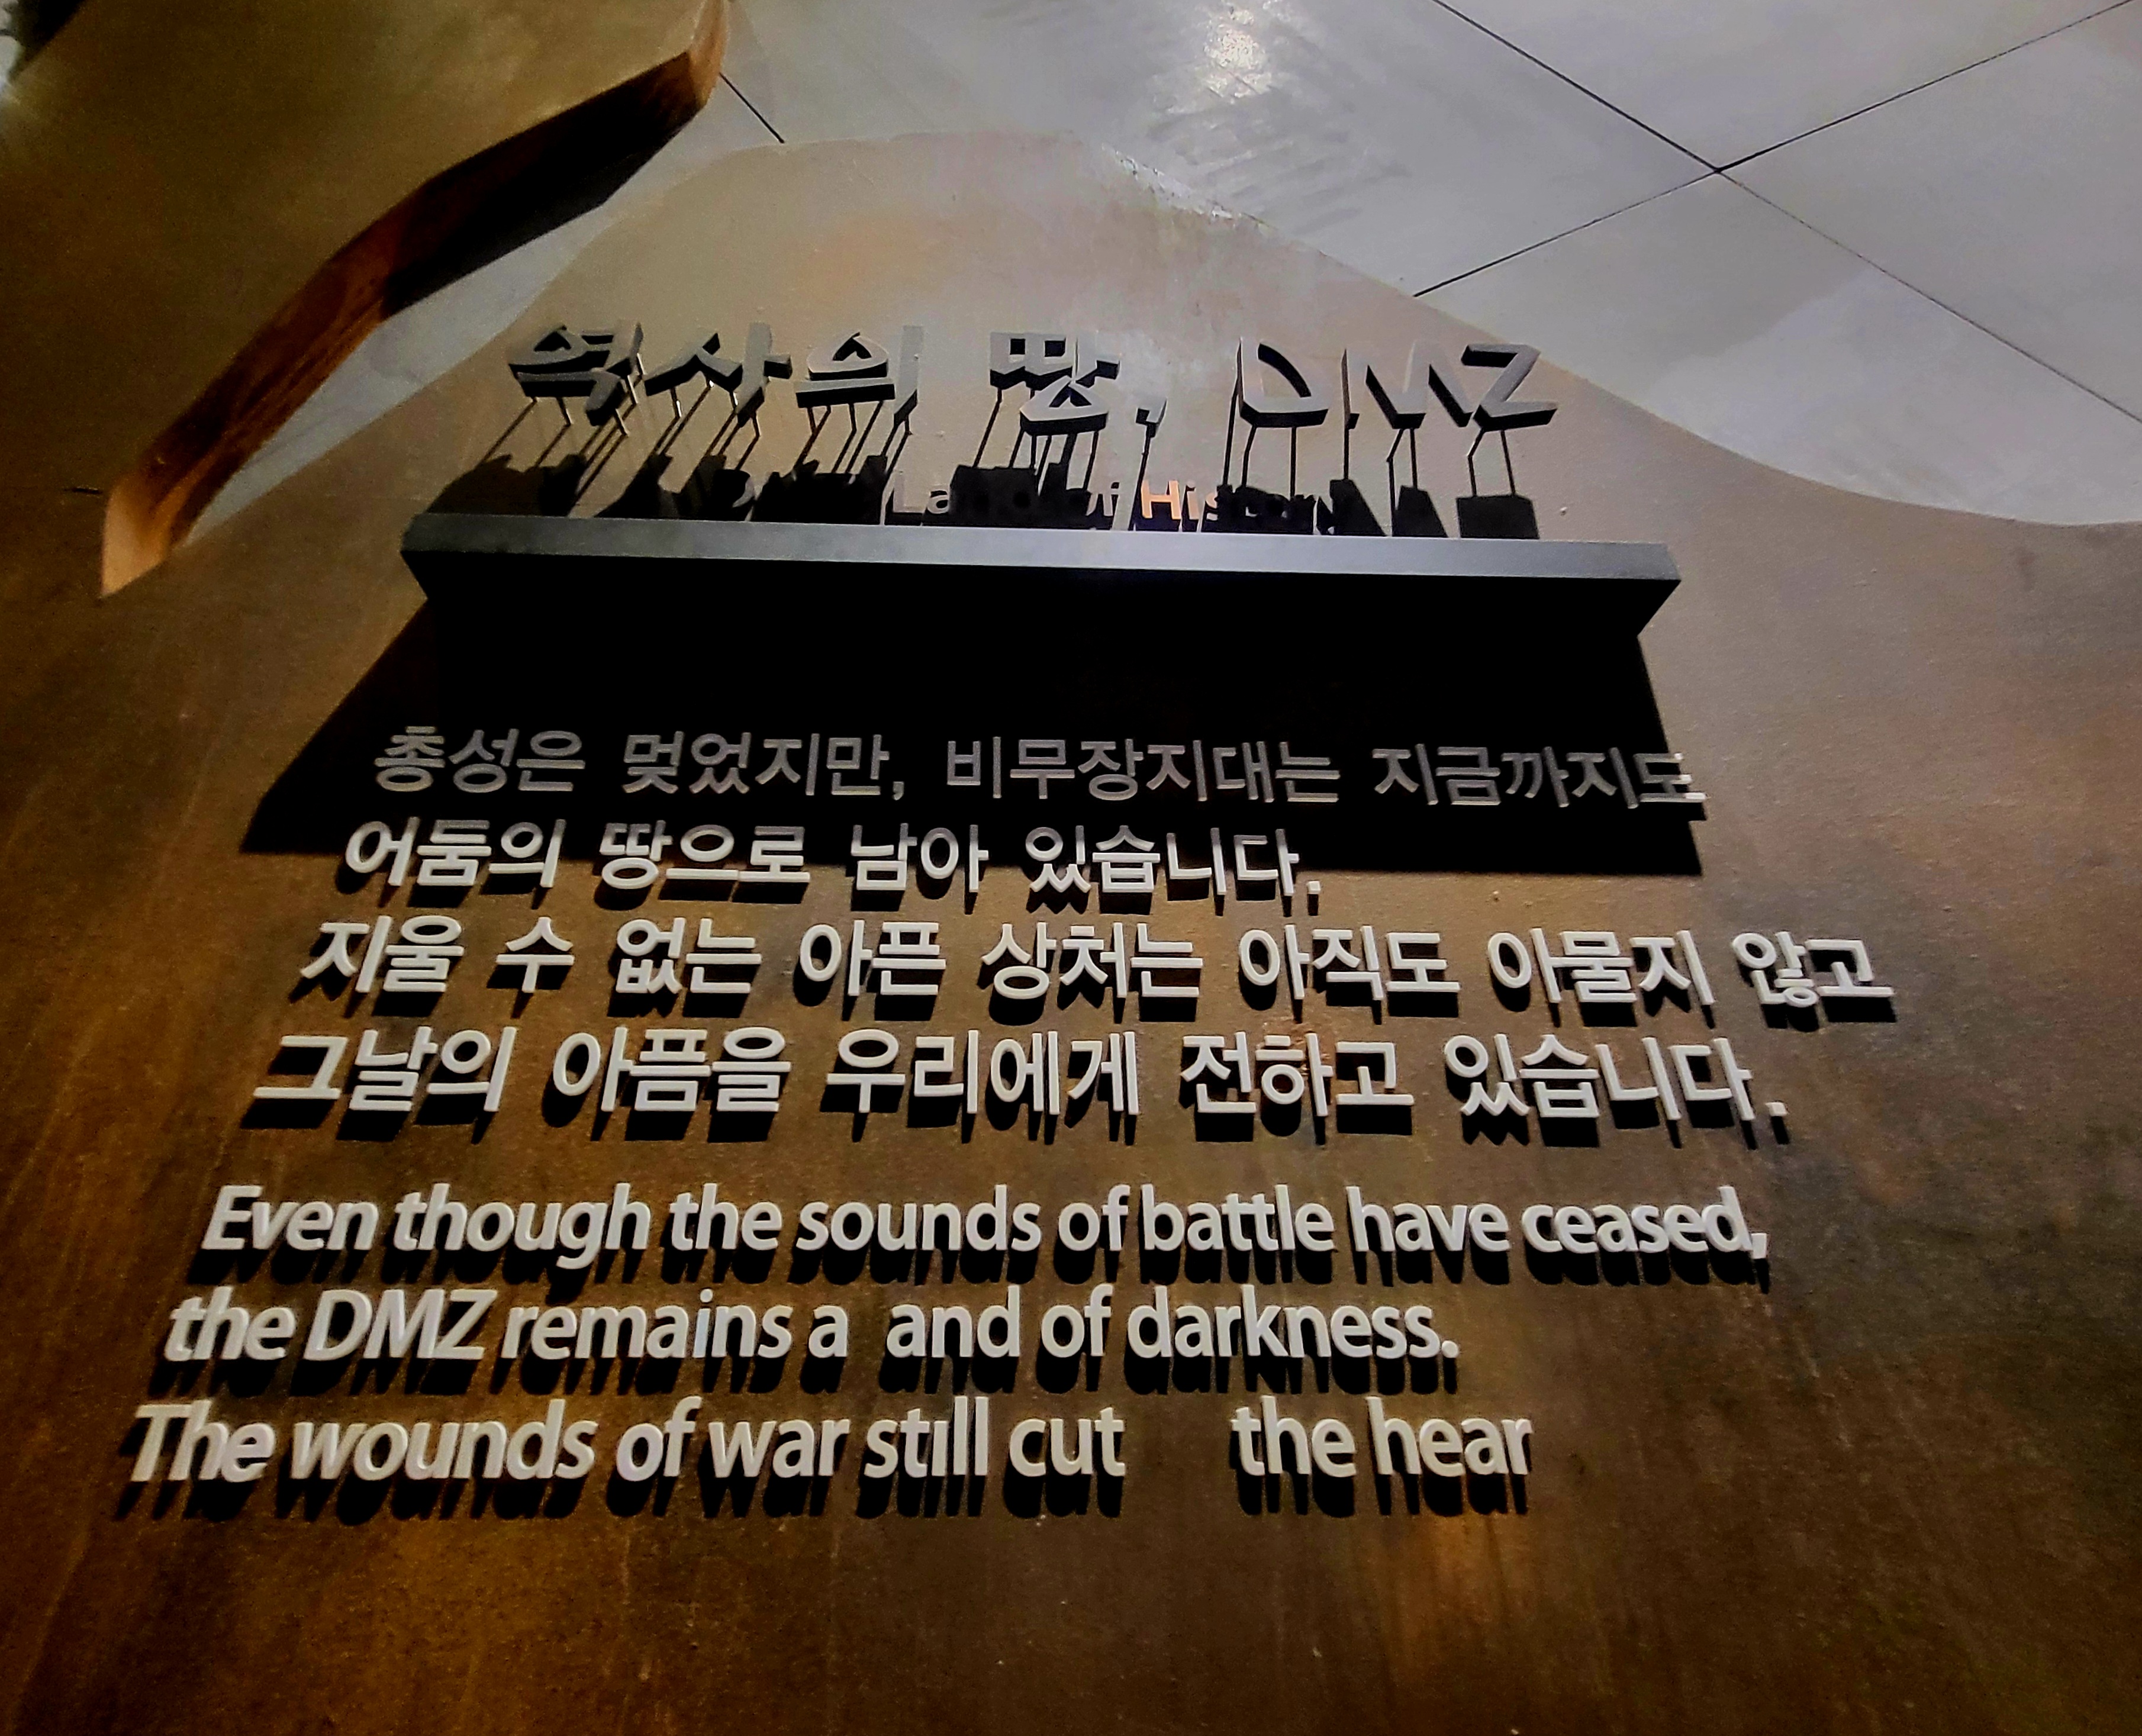 역사의 땅, DMZ
Land of History
총성은 멎었지만, 비무장지대는 지금까지도
어둠의 땅으로 남아 있습니다.
지울 수 없는 아픈 상처는 아직도 아물지 않고
그날의 아픔을 우리에게 전하고 있습니다.
Even though the sounds of battle have ceased,
the DMZ remains a and of darkness.
The wounds of war still cut the hear